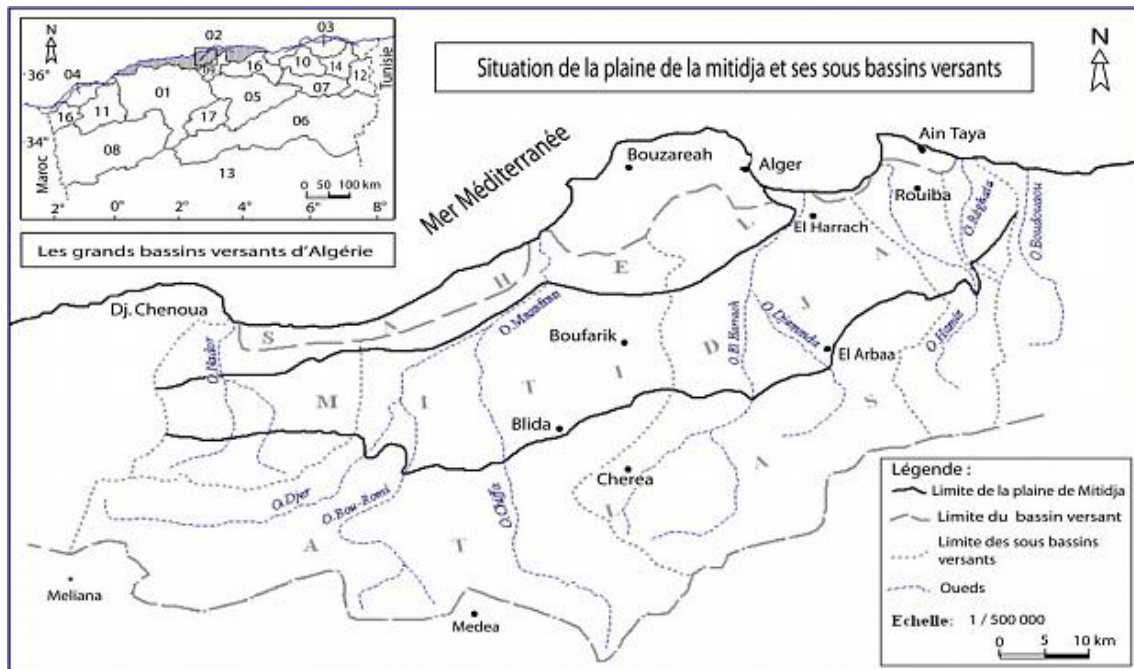 Situation de la plaine de la mitidja et ses sous bassins versants
N
N
36°
34°
04
02
03
16
10
14
12
07
01
05
09
11
16
17
06
08
13
Tunisie
Maroc
0 50 100 km
2° 0° 2° 4° 6° 8°
Les grands bassins versants d'Algérie
Mer Méditerranée
Bouzareah
Alger
Ain Taya
Rouiba
El Harrach
O.Réghaia
O.Boudouaou
Dj. Chenoua
O.Nador
S A H E L
O.Mazafran
Boufarik
O.El Harrach
O.Djemmda
El Arbaa
O.Hamiz
M I T I D J A
Blida
Cherea
O.Djer
O.Bou-Romi
O.Chiffa
A T L A S
Meliana
Medea
Légende :
Limite de la plaine de Mitidja
Limite du bassin versant
Limite des sous bassins
versants
Oueds
Echelle: 1 / 500 000
0 5 10 km